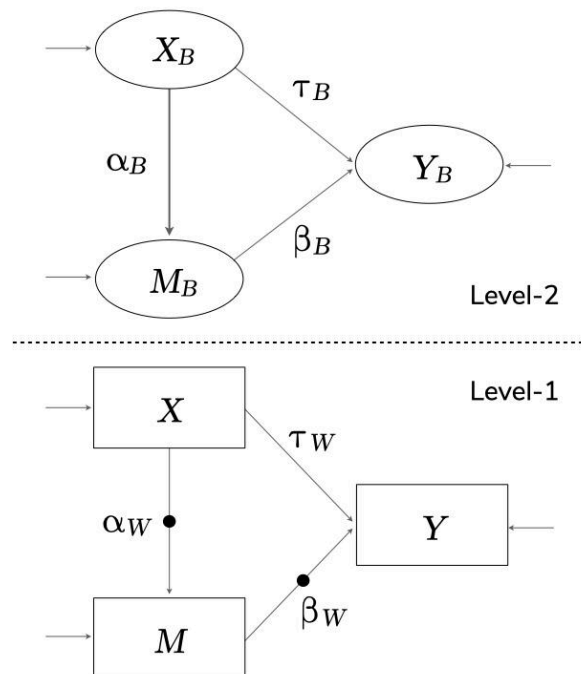 X_B
τ_B
α_B
Y_B
β_B
M_B
Level-2
Level-1
X
τ_W
α_W
Y
β_W
M